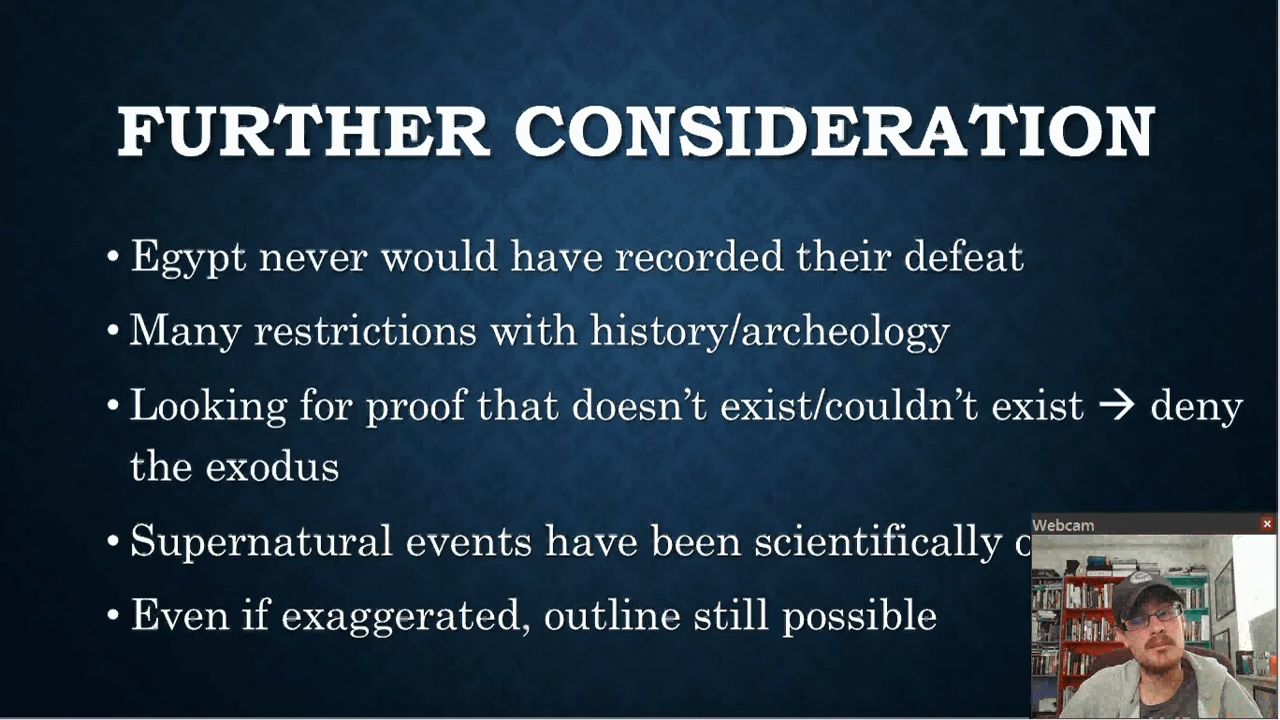 FURTHER CONSIDERATION
• Egypt never would have recorded their defeat
• Many restrictions with history/archeology
• Looking for proof that doesn’t exist/couldn’t exist → deny
the exodus
• Supernatural events have been scientifically
• Even if exaggerated, outline still possible
Webcam